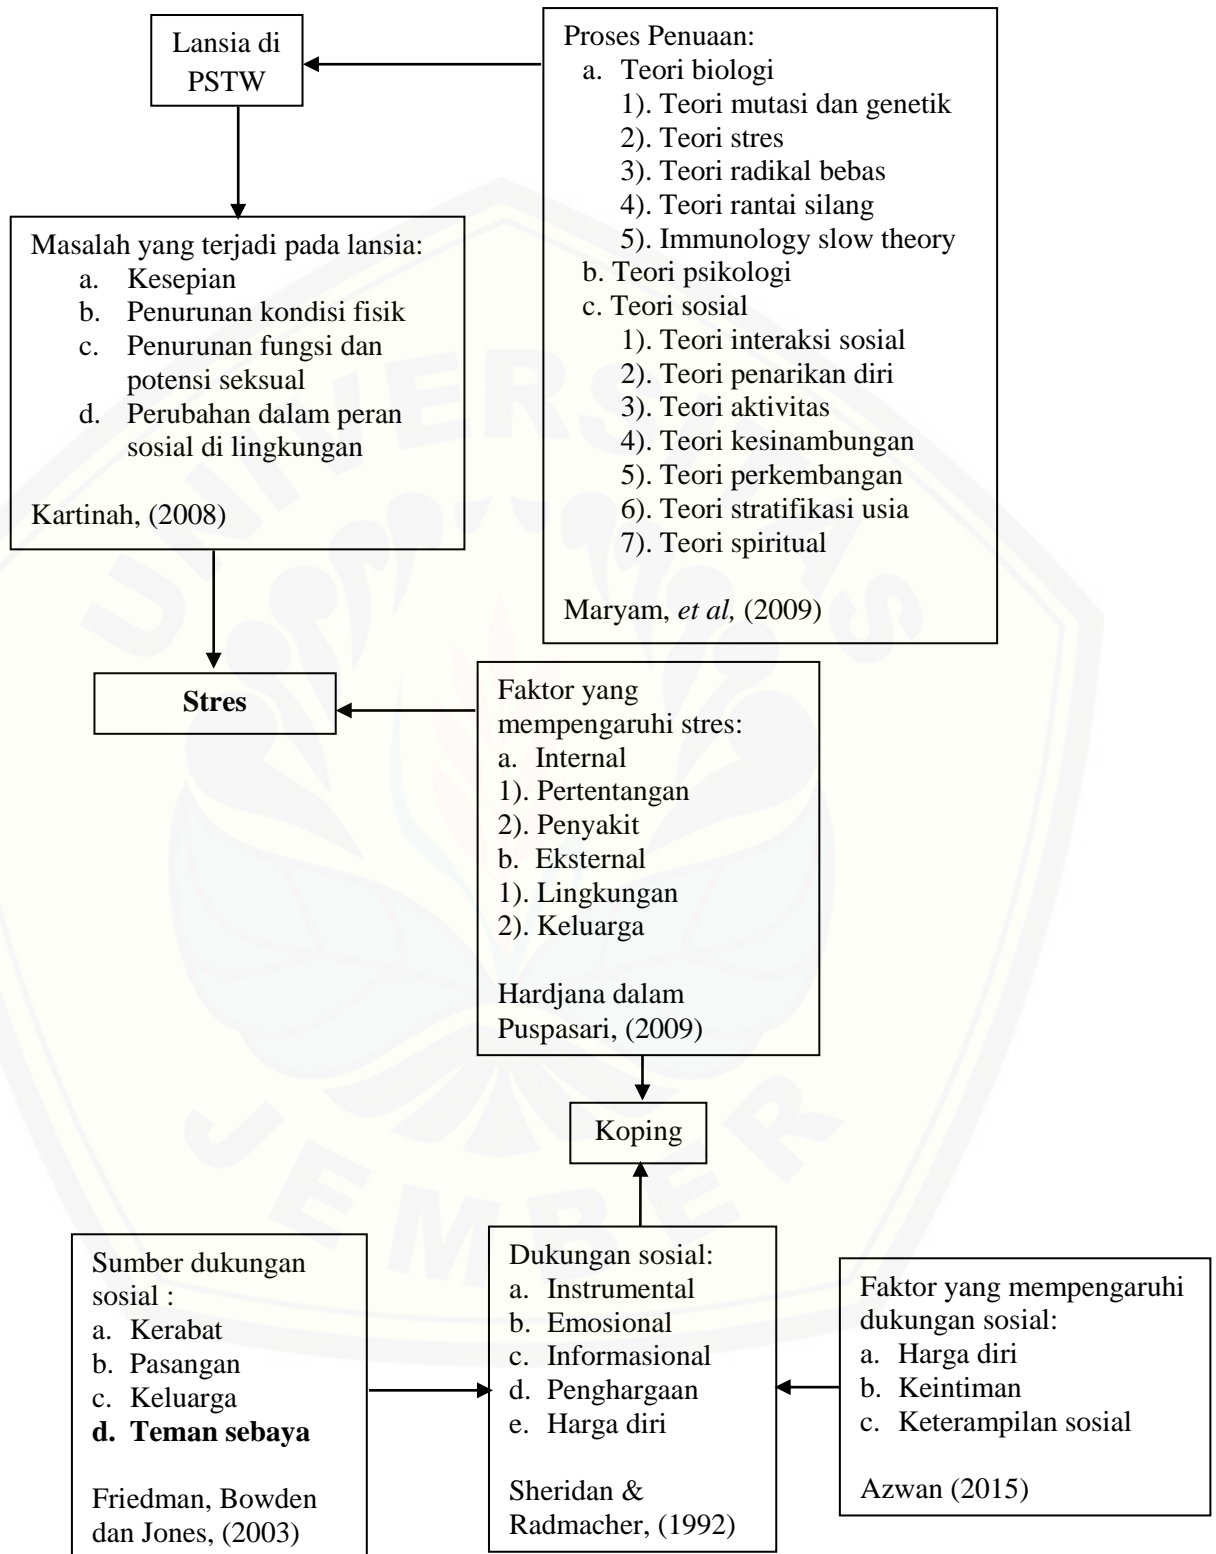 Lansia di
PSTW
Proses Penuaan:
a. Teori biologi
1). Teori mutasi dan genetik
2). Teori stres
3). Teori radikal bebas
4). Teori rantai silang
5). Immunology slow theory
b. Teori psikologi
c. Teori sosial
1). Teori interaksi sosial
2). Teori penarikan diri
3). Teori aktivitas
4). Teori kesinambungan
5). Teori perkembangan
6). Teori stratifikasi usia
7). Teori spiritual
Maryam, et al, (2009)
Masalah yang terjadi pada lansia:
a. Kesepian
b. Penurunan kondisi fisik
c. Penurunan fungsi dan
potensi seksual
d. Perubahan dalam peran
sosial di lingkungan
Kartinah, (2008)
Stres
Faktor yang
mempengaruhi stres:
a. Internal
1). Pertentangan
2). Penyakit
b. Eksternal
1). Lingkungan
2). Keluarga
Hardjana dalam
Puspasari, (2009)
Koping
Sumber dukungan
sosial :
a. Kerabat
b. Pasangan
c. Keluarga
d. Teman sebaya
Friedman, Bowden
dan Jones, (2003)
Dukungan sosial:
a. Instrumental
b. Emosional
c. Informasional
d. Penghargaan
e. Harga diri
Sheridan &
Radmacher, (1992)
Faktor yang mempengaruhi
dukungan sosial:
a. Harga diri
b. Keintiman
c. Keterampilan sosial
Azwan (2015)
UNIVERSITAS
JEMBER